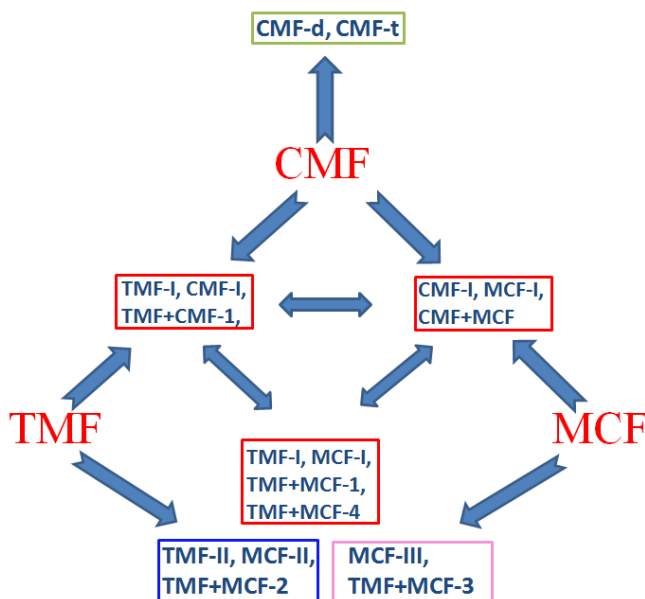 CMF-d, CMF-t
CMF
TMF-I, CMF-I,
TMF+CMF-1,
CMF-I, MCF-I,
CMF+MCF
TMF
MCF
TMF-I, MCF-I,
TMF+MCF-1,
TMF+MCF-4
TMF-II, MCF-II,
TMF+MCF-2
MCF-III,
TMF+MCF-3